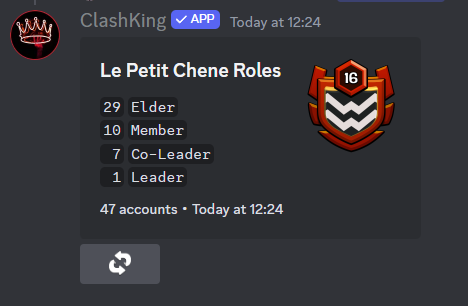 ClashKing ✓ APP Today at 12:24
Le Petit Chene Roles
16
29 Elder
10 Member
7 Co-Leader
1 Leader
47 accounts • Today at 12:24